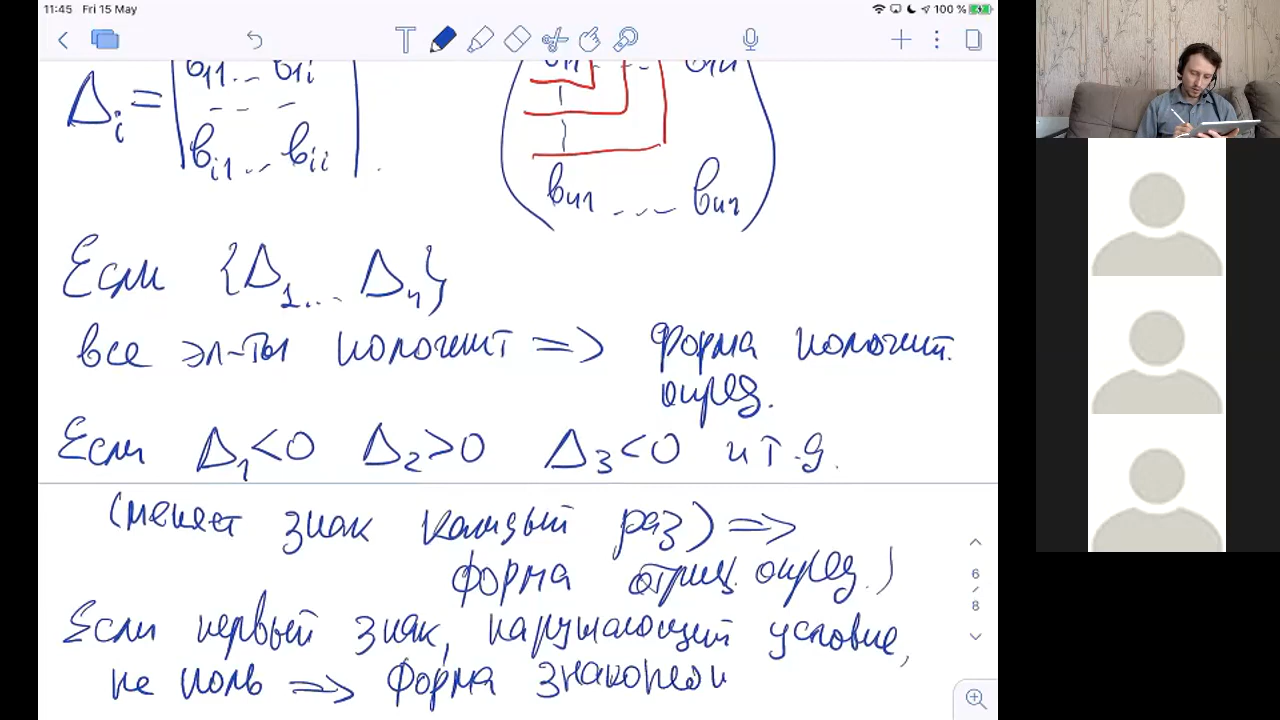 11:45 Fri 15 May 100 %
Δi = | b11 .. b1i
- - -
bi1 .. bii | .
bn1 .... bnn
Если {Δ1 ... Δn}
все эл-ты положит => форма положит.
опред.
Если Δ1<0 Δ2>0 Δ3<0 и т.д.
(меняет знак каждый раз) =>
форма отриц. опред.)
Если первый знак, нарушающий условие,
не ноль => форма знаконео
6
/
8